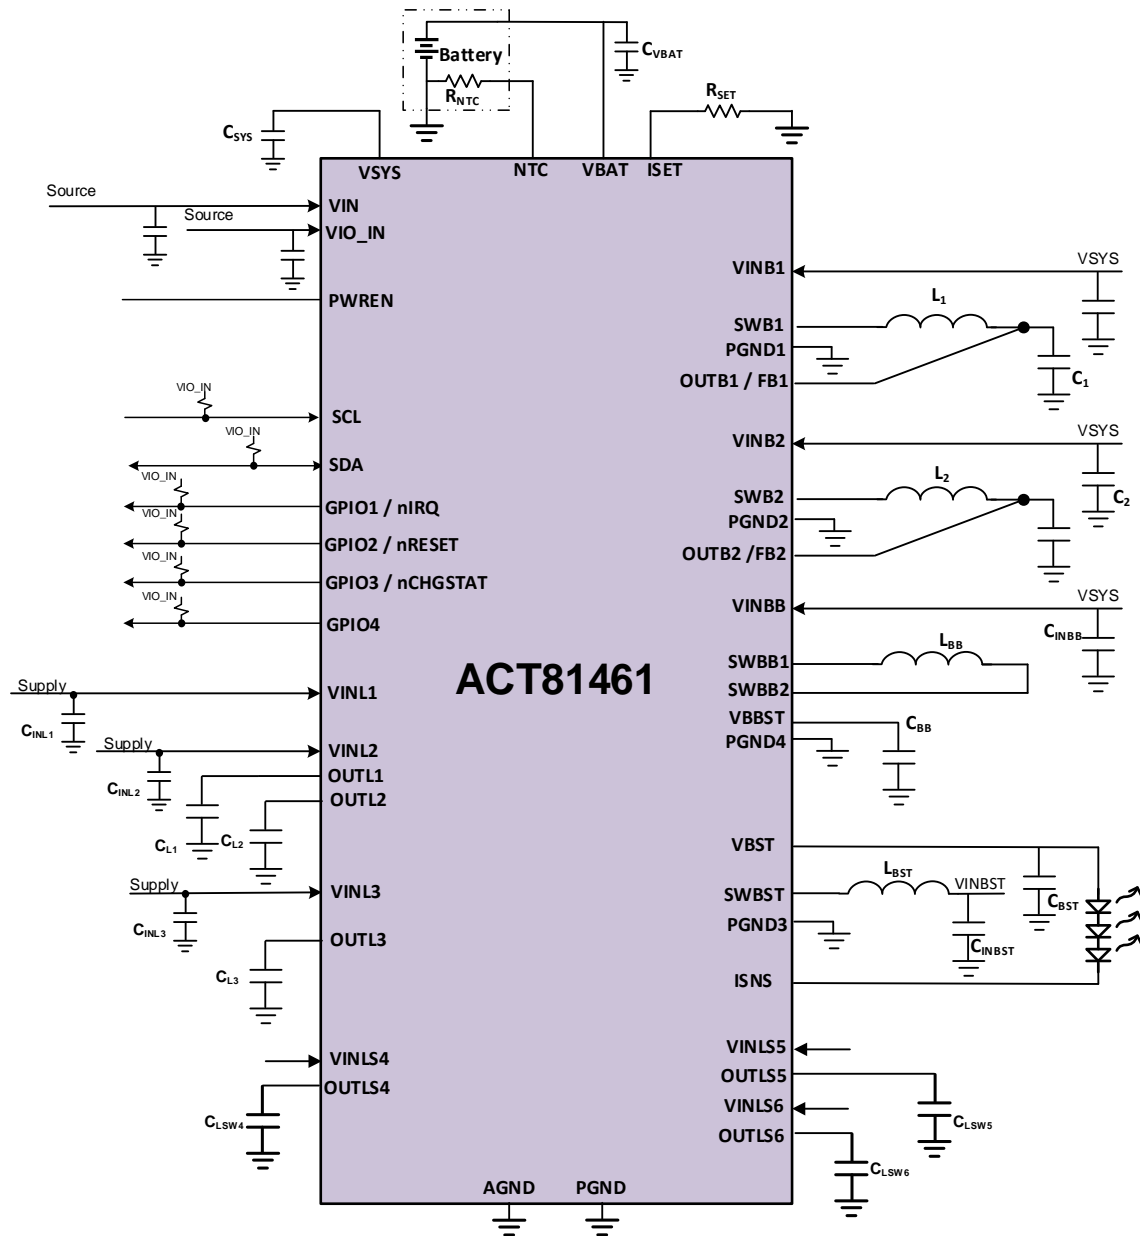 Battery
CVBAT
RNTC
RSET
CSYS
VSYS
NTC
VBAT
ISET
Source
VIN
Source
VIO_IN
PWREN
VIO_IN
SCL
VIO_IN
SDA
VIO_IN
GPIO1 / nIRQ
VIO_IN
GPIO2 / nRESET
VIO_IN
GPIO3 / nCHGSTAT
VIO_IN
GPIO4
Supply
VINL1
CINL1
Supply
VINL2
CINL2
OUTL1
OUTL2
CL1
CL2
Supply
VINL3
CINL3
OUTL3
CL3
VINLS4
OUTLS4
CLSW4
ACT81461
AGND
PGND
VINB1
VSYS
L1
SWB1
PGND1
OUTB1 / FB1
C1
VINB2
VSYS
L2
SWB2
C2
PGND2
OUTB2 /FB2
VINBB
VSYS
CINBB
LBB
SWBB1
SWBB2
VBBST
CBB
PGND4
VBST
LBST
VINBST
SWBST
CBST
PGND3
CINBST
ISNS
VINLS5
OUTLS5
VINLS6
CLSW5
OUTLS6
CLSW6